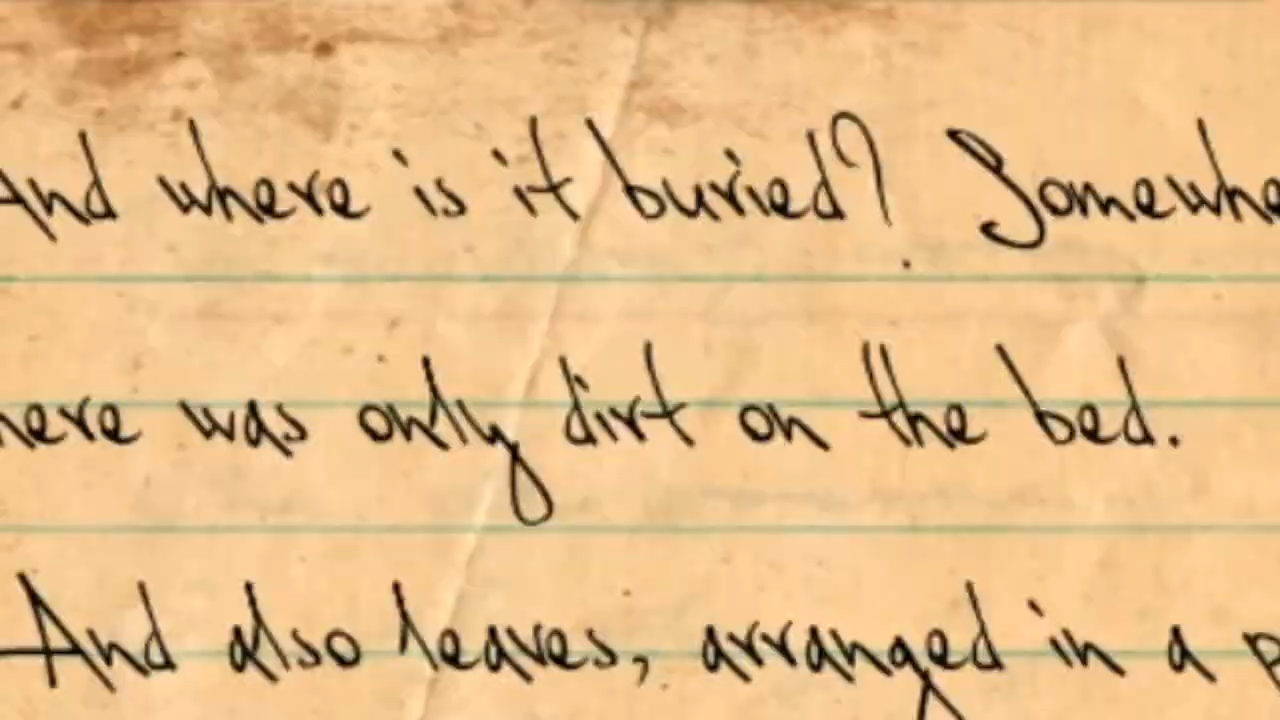 And where is it buried? Somewhe
here was only dirt on the bed.
And also leaves, arranged in a p